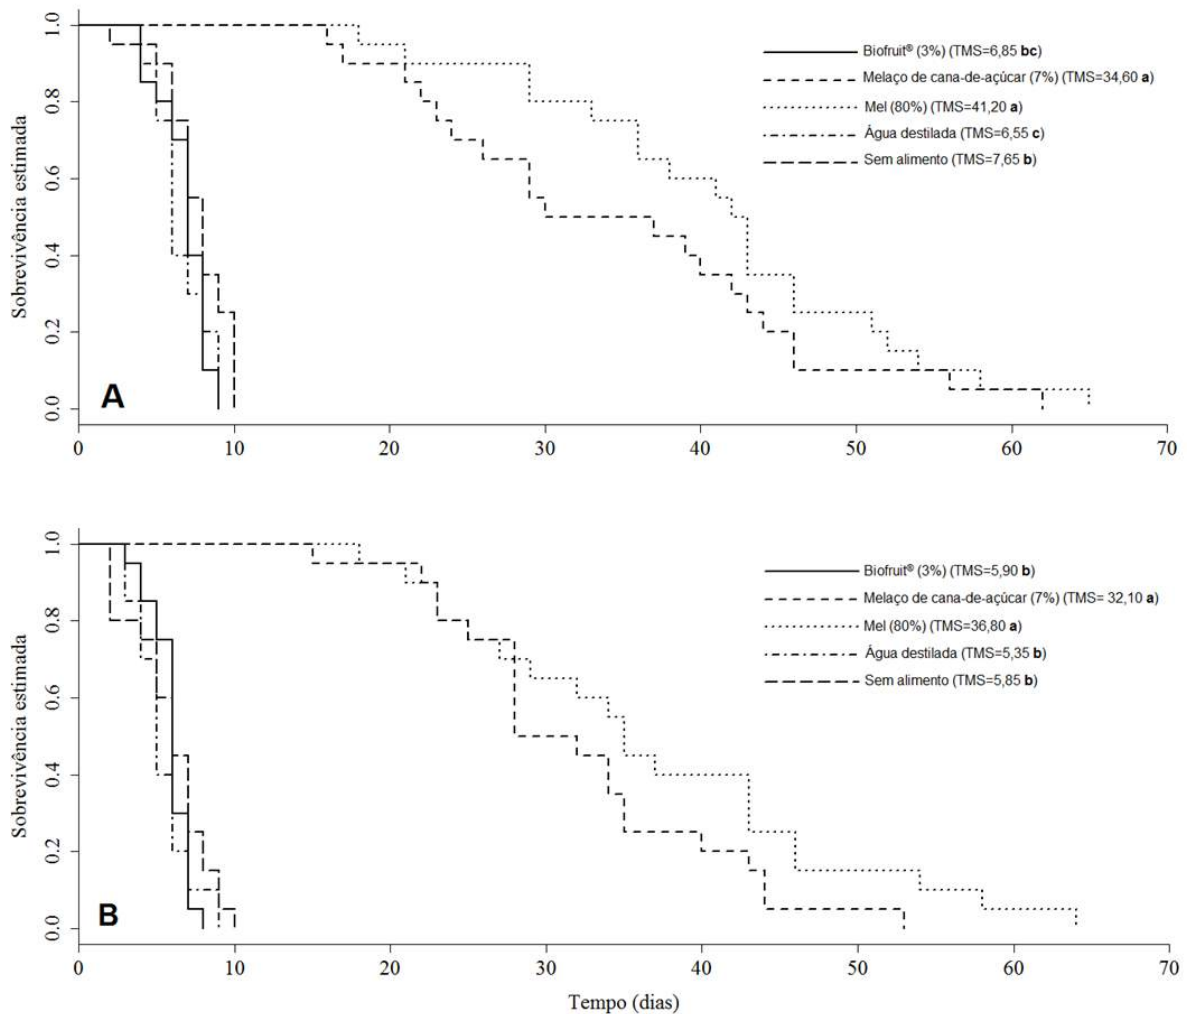 Sobrevivência estimada
1.0
0.8
0.6
0.4
0.2
0.0
Biofruit® (3%) (TMS=6,85 bc)
Melaço de cana-de-açúcar (7%) (TMS=34,60 a)
Mel (80%) (TMS=41,20 a)
Água destilada (TMS=6,55 c)
Sem alimento (TMS=7,65 b)
A
0 10 20 30 40 50 60 70
Sobrevivência estimada
1.0
0.8
0.6
0.4
0.2
0.0
Biofruit® (3%) (TMS=5,90 b)
Melaço de cana-de-açúcar (7%) (TMS= 32,10 a)
Mel (80%) (TMS=36,80 a)
Água destilada (TMS=5,35 b)
Sem alimento (TMS=5,85 b)
B
0 10 20 30 40 50 60 70
Tempo (dias)